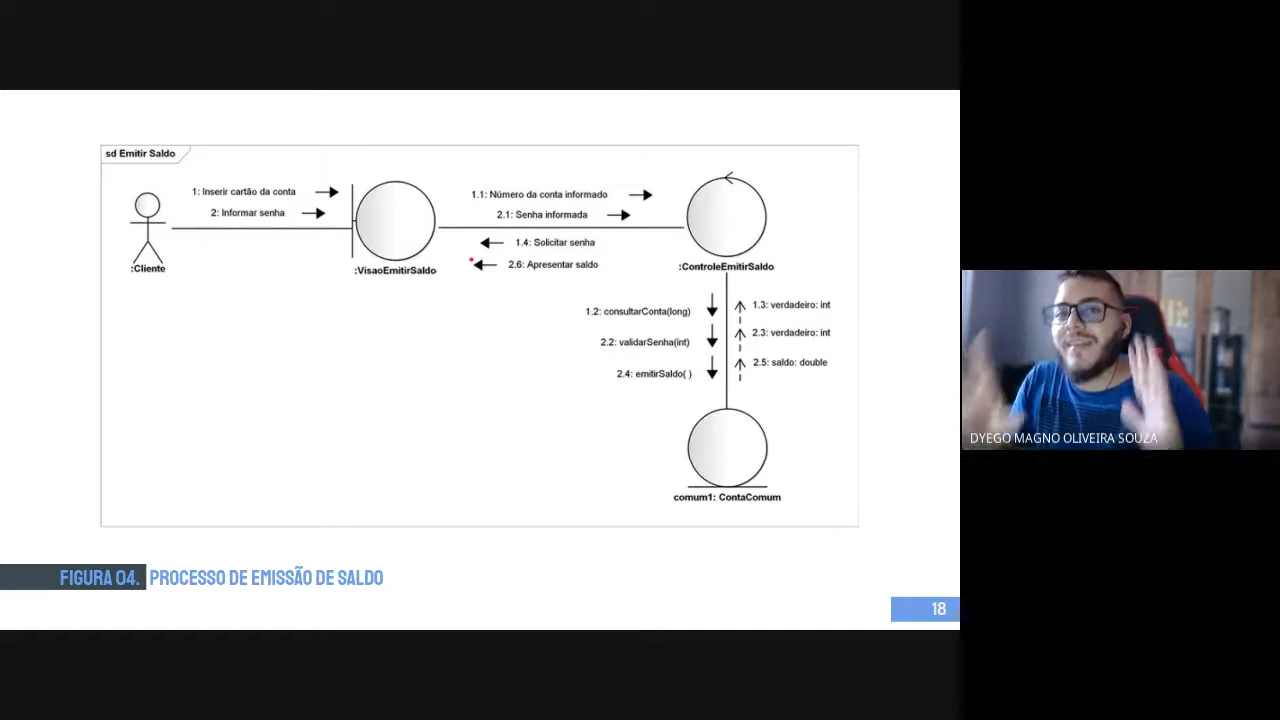 sd Emitir Saldo
1: Inserir cartão da conta
2: Informar senha
:Cliente
:VisaoEmitirSaldo
1.1: Número da conta informado
2.1: Senha informada
1.4: Solicitar senha
2.6: Apresentar saldo
:ControleEmitirSaldo
1.2: consultarConta(long)
1.3: verdadeiro: int
2.2: validarSenha(int)
2.3: verdadeiro: int
2.4: emitirSaldo( )
2.5: saldo: double
comum1: ContaComum
FIGURA 04. PROCESSO DE EMISSÃO DE SALDO
18
DYEGO MAGNO OLIVEIRA SOUZA